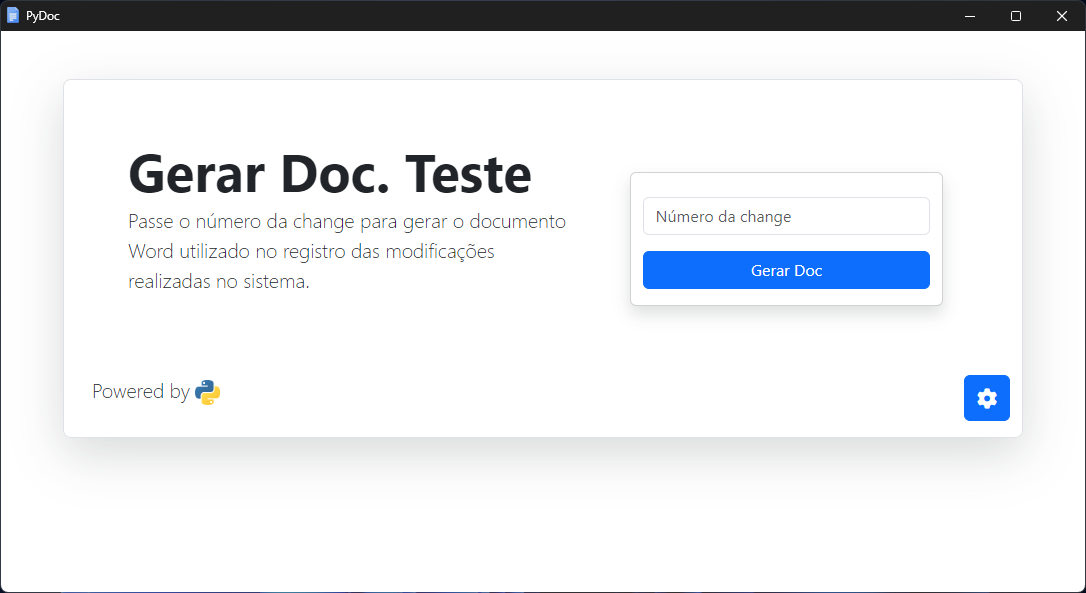 PyDoc
Gerar Doc. Teste
Passe o número da change para gerar o documento
Word utilizado no registro das modificações
realizadas no sistema.
Número da change
Gerar Doc
Powered by